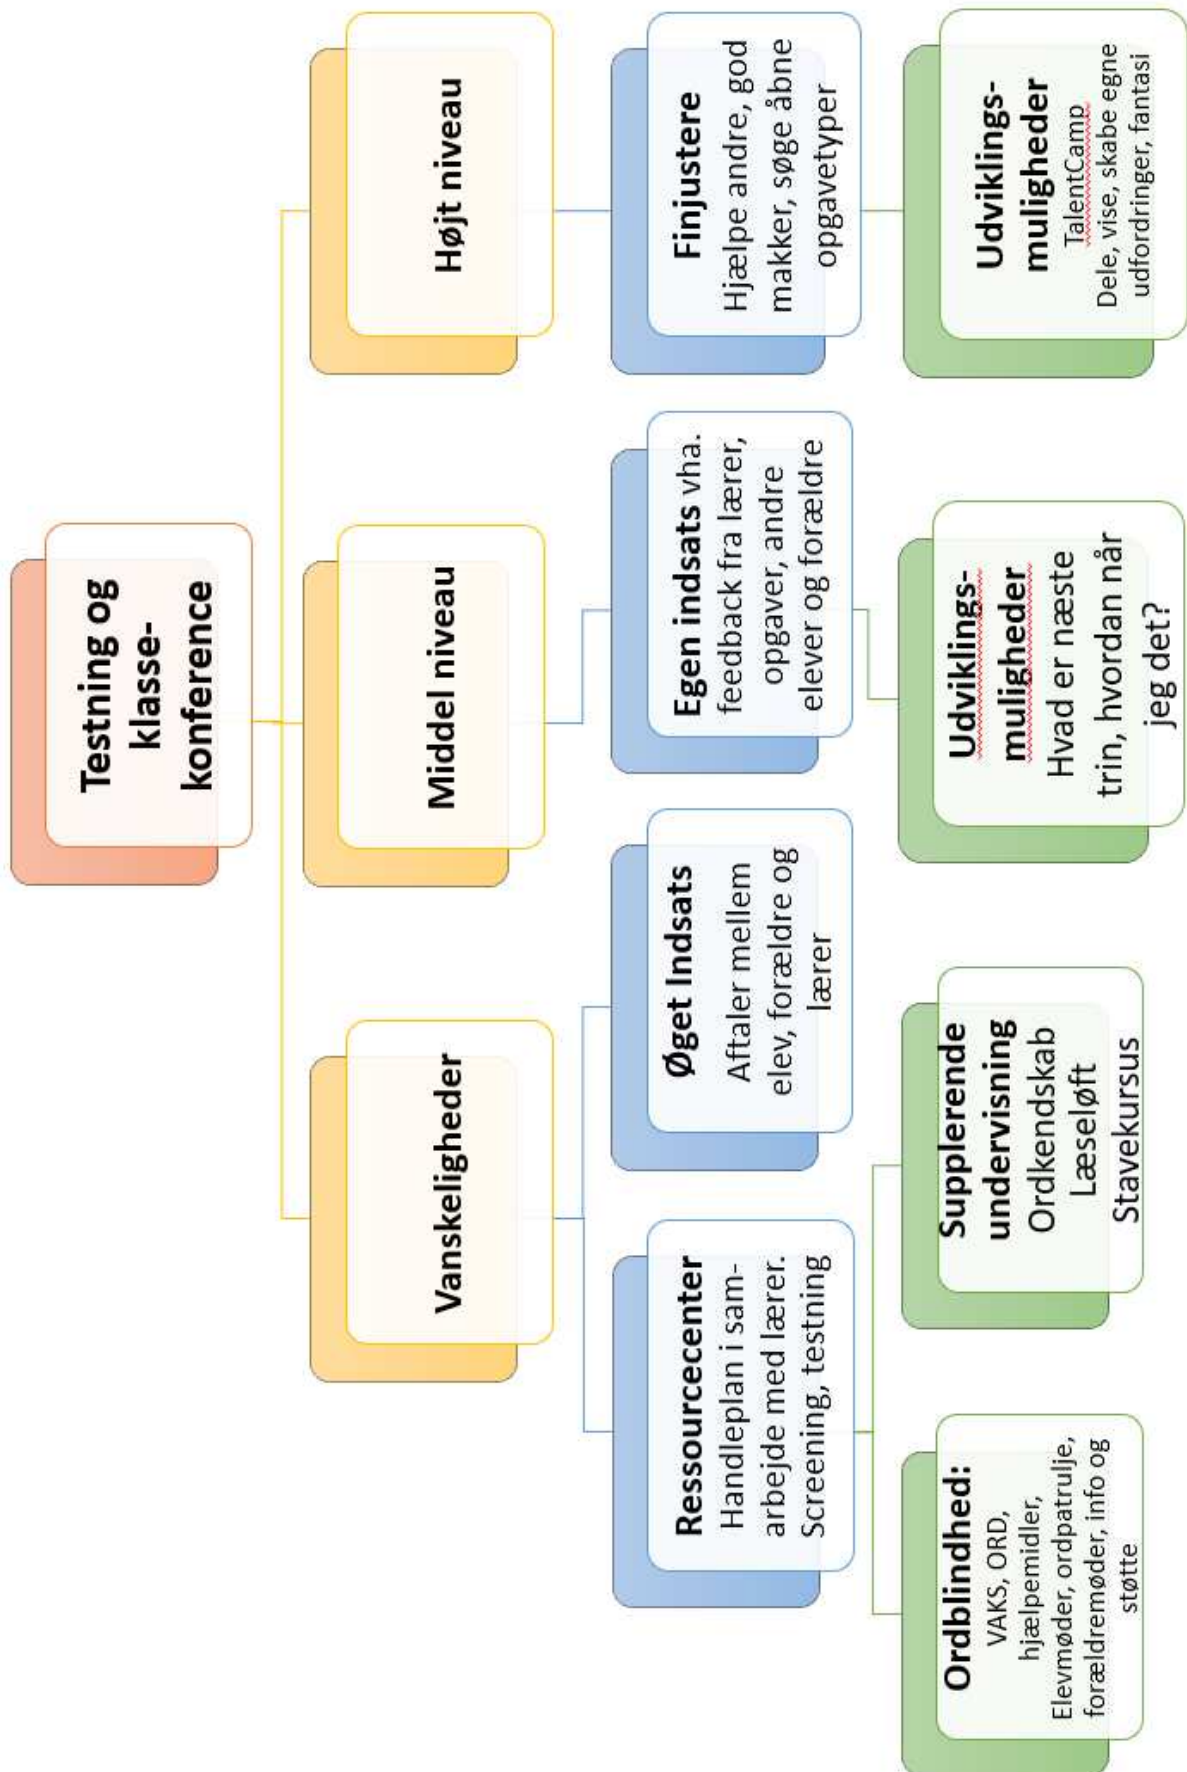 Testning og
klasse-
konference
Vanskeligheder
Middel niveau
Højt niveau
Ressourcecenter
Handleplan i sam-
arbejde med lærer.
Screening, testning
Øget Indsats
Aftaler mellem
elev, forældre og
lærer
Egen indsats vha.
feedback fra lærer,
opgaver, andre
elever og forældre
Finjustere
Hjælpe andre, god
makker, søge åbne
opgavetyper
Ordblindhed:
VAKS, ORD,
hjælpemidler,
Elevmøder, ordpatrulje,
forældremøder, info og
støtte
Supplerende
undervisning
Ordkendskab
Læseløft
Stavekursus
Udviklings-
muligheder
Hvad er næste
trin, hvordan når
jeg det?
Udviklings-
muligheder
TalentCamp
Dele, vise, skabe egne
udfordringer, fantasi